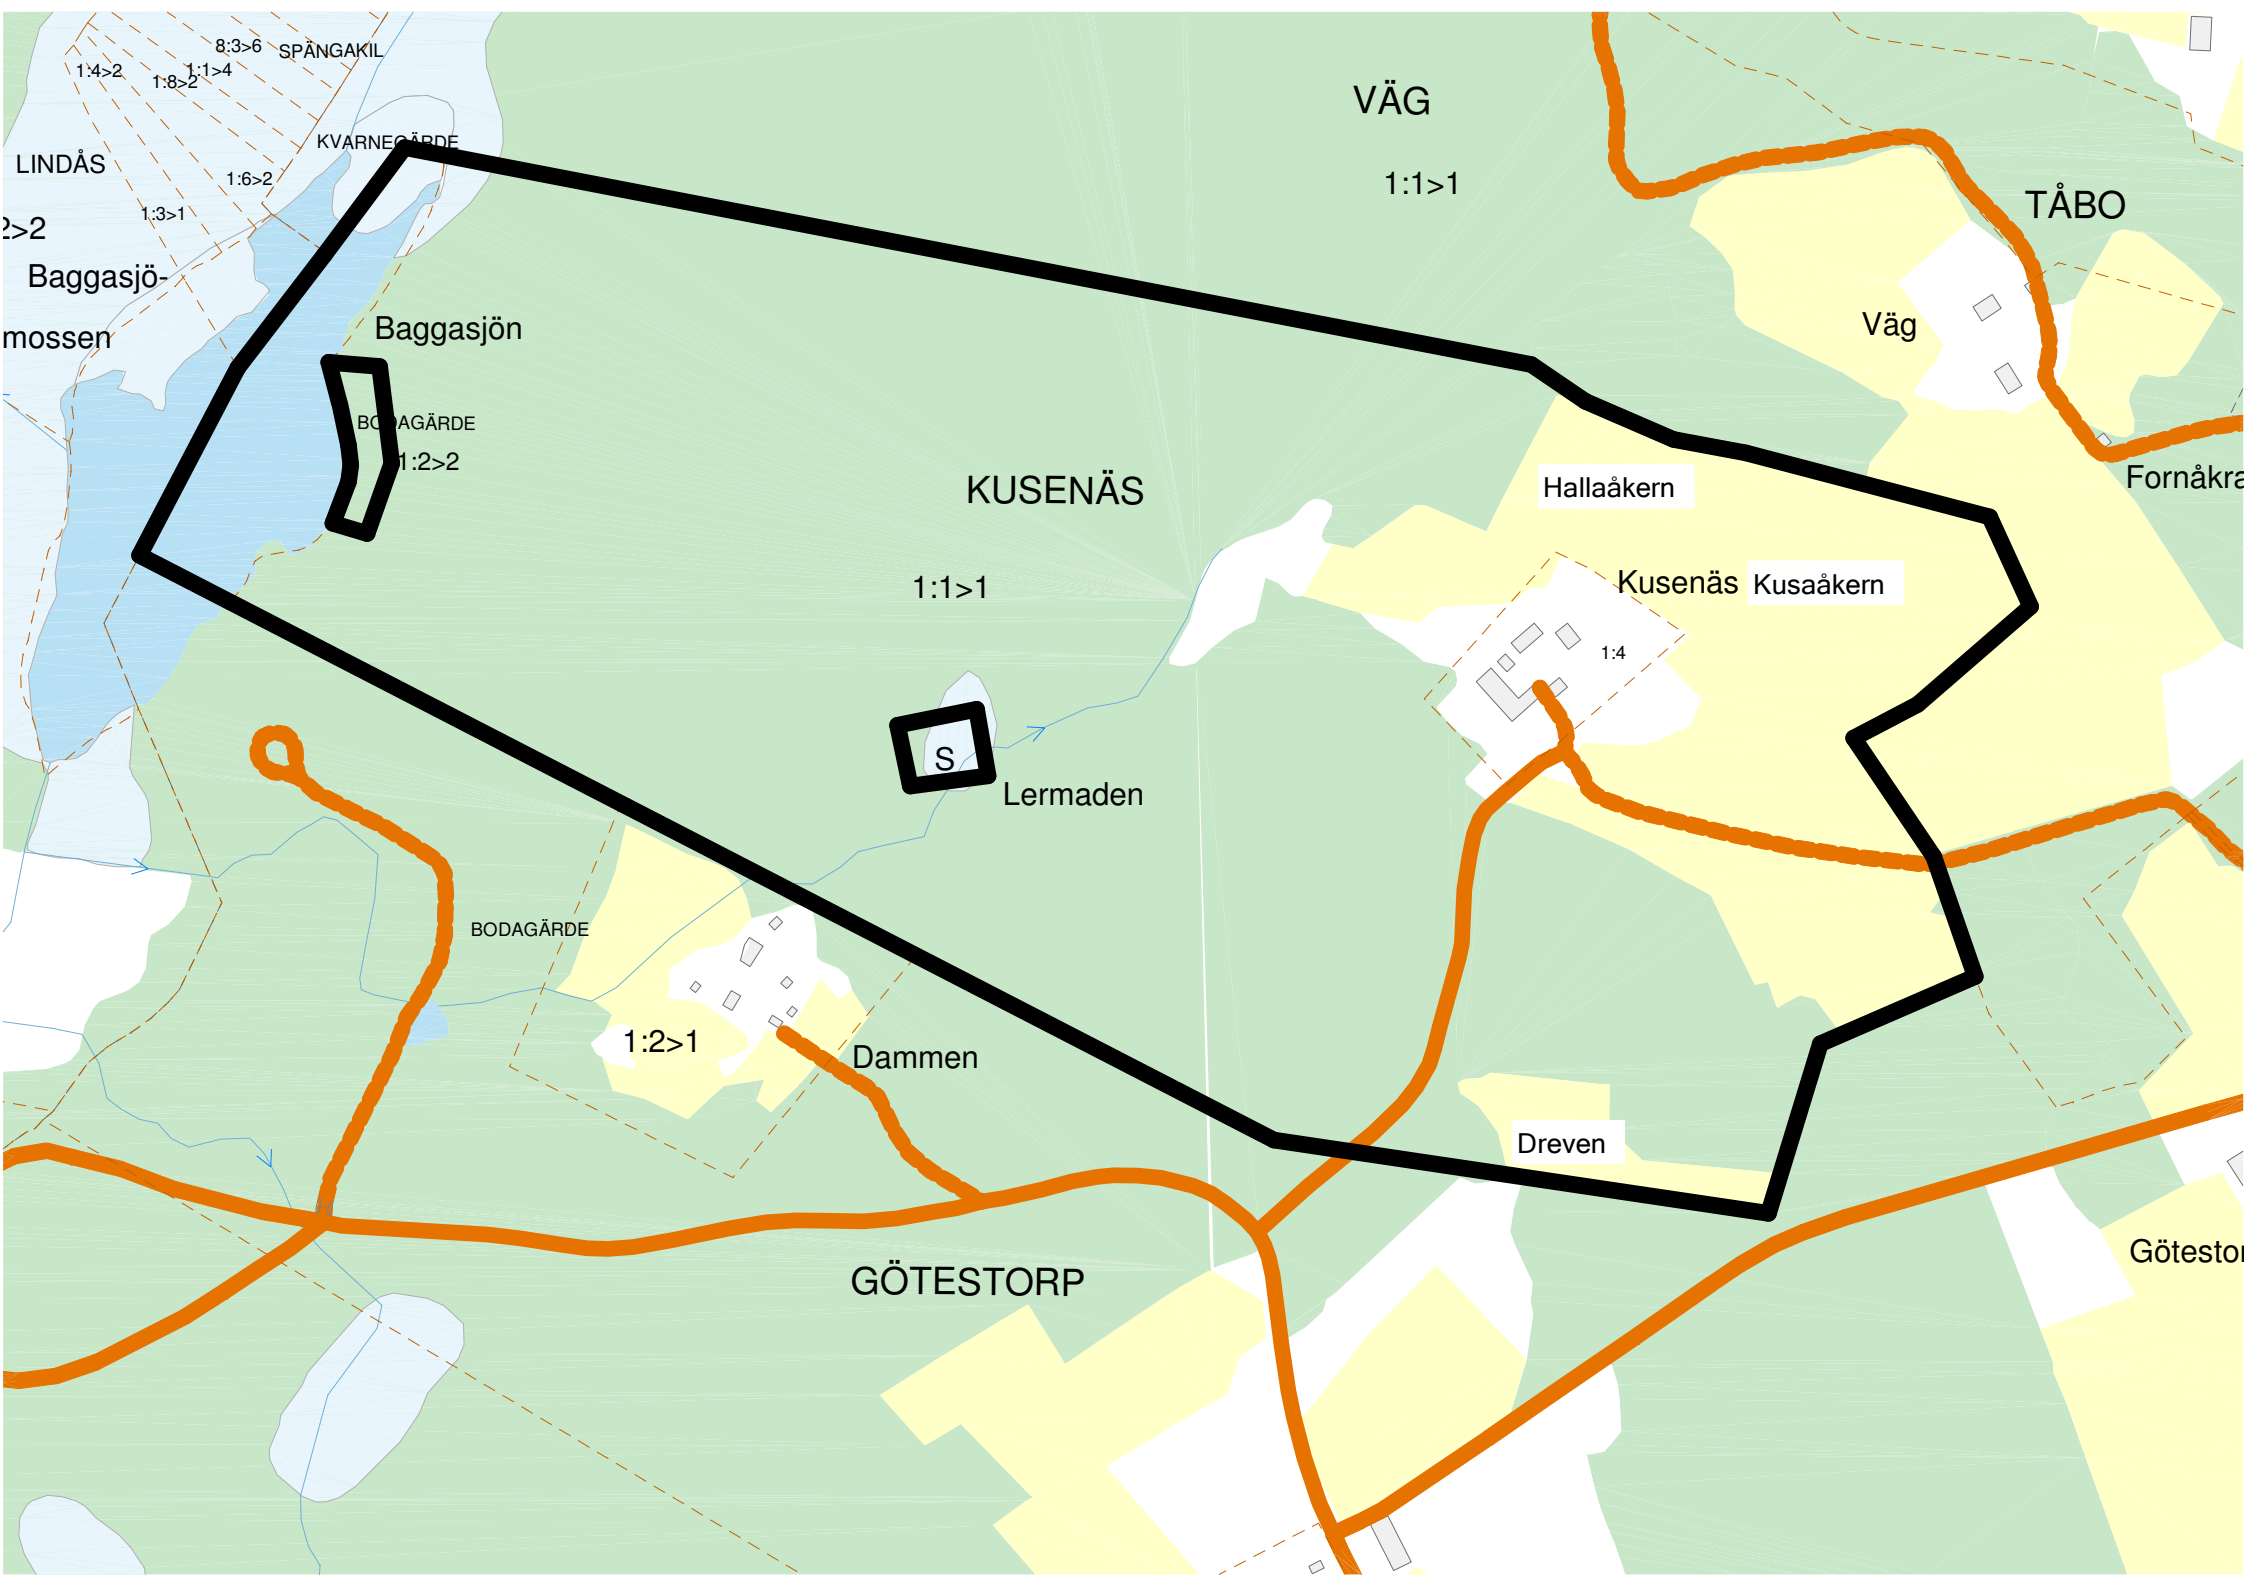 8:3>6
SPÄNGAKIL
1:4>2
1:1>4
1:8>2
VÄG
KVARNEGÄRDE
LINDÅS
1:6>2
1:1>1
TÅBO
1:3>1
2>2
Baggasjö-
mossen
Baggasjön
Väg
BODAGÄRDE
1:2>2
KUSENÄS
Hallaåkern
Fornåkra
1:1>1
Kusenäs
Kusaåkern
1:4
S
Lermaden
BODAGÄRDE
1:2>1
Dammen
Dreven
GÖTESTORP
Götestor